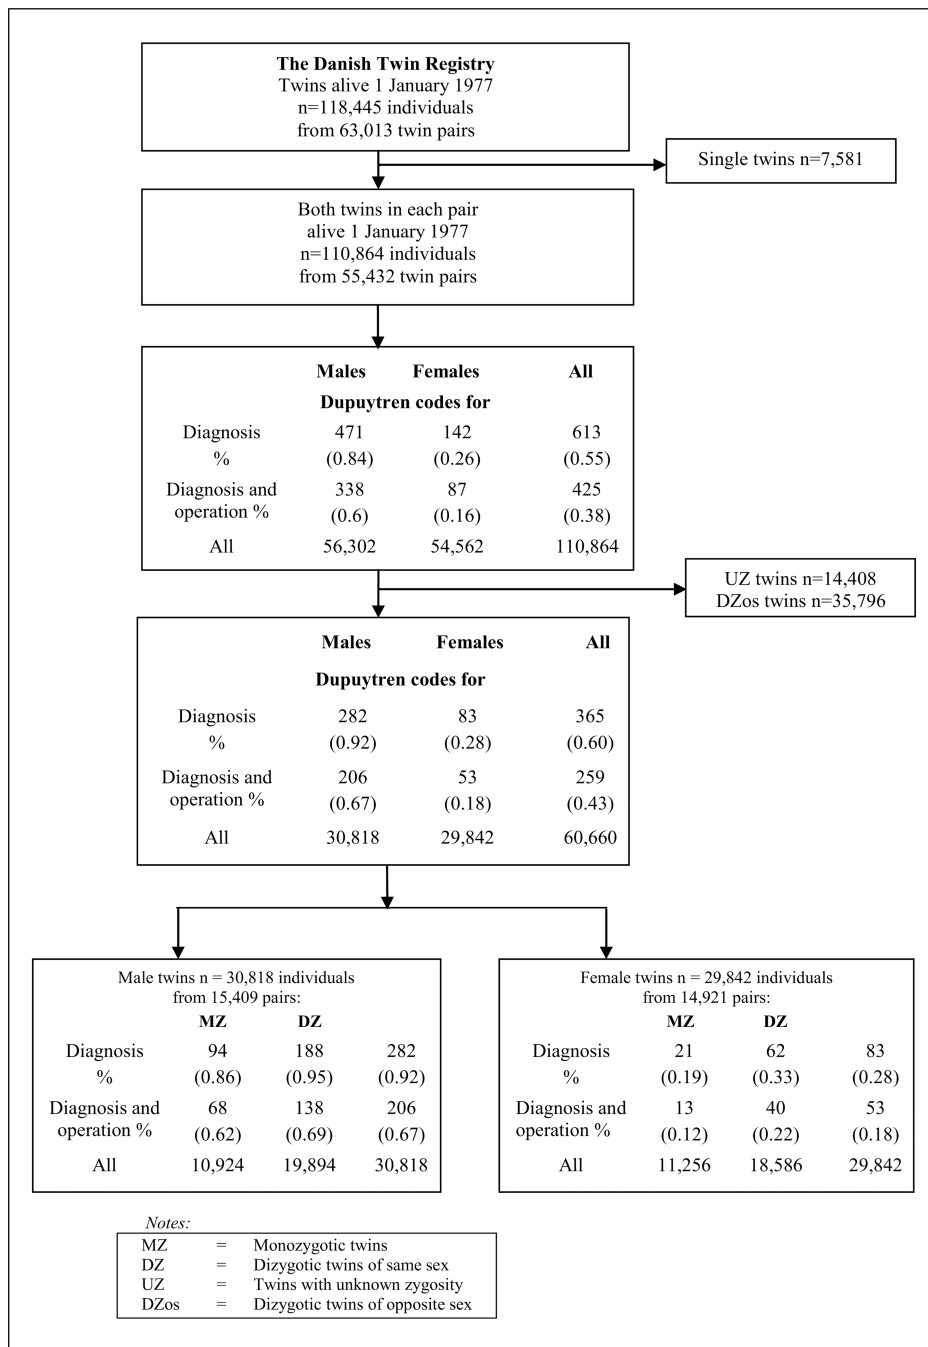 The Danish Twin Registry
Twins alive 1 January 1977
n=118,445 individuals
from 63,013 twin pairs
Single twins n=7,581
Both twins in each pair
alive 1 January 1977
n=110,864 individuals
from 55,432 twin pairs
Males Females All
Dupuytren codes for
Diagnosis 471 142 613
% (0.84) (0.26) (0.55)
Diagnosis and 338 87 425
operation % (0.6) (0.16) (0.38)
All 56,302 54,562 110,864
UZ twins n=14,408
DZos twins n=35,796
Males Females All
Dupuytren codes for
Diagnosis 282 83 365
% (0.92) (0.28) (0.60)
Diagnosis and 206 53 259
operation % (0.67) (0.18) (0.43)
All 30,818 29,842 60,660
Male twins n = 30,818 individuals
from 15,409 pairs:
MZ DZ
Diagnosis 94 188 282
% (0.86) (0.95) (0.92)
Diagnosis and 68 138 206
operation % (0.62) (0.69) (0.67)
All 10,924 19,894 30,818
Female twins n = 29,842 individuals
from 14,921 pairs:
MZ DZ
Diagnosis 21 62 83
% (0.19) (0.33) (0.28)
Diagnosis and 13 40 53
operation % (0.12) (0.22) (0.18)
All 11,256 18,586 29,842
Notes:
MZ = Monozygotic twins
DZ = Dizygotic twins of same sex
UZ = Twins with unknown zygosity
DZos = Dizygotic twins of opposite sex